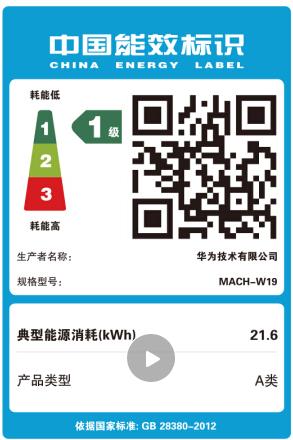 中国能效标识
CHINA ENERGY LABEL
耗能低
1
2
3
耗能高
1级
生产者名称: 华为技术有限公司
规格型号: MACH-W19
典型能源消耗(kWh) 21.6
产品类型 A类
依据国家标准: GB 28380-2012